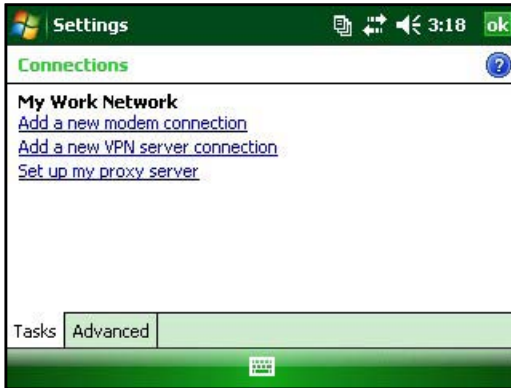 Settings 3:18 ok
Connections ?
My Work Network
Add a new modem connection
Add a new VPN server connection
Set up my proxy server
Tasks Advanced